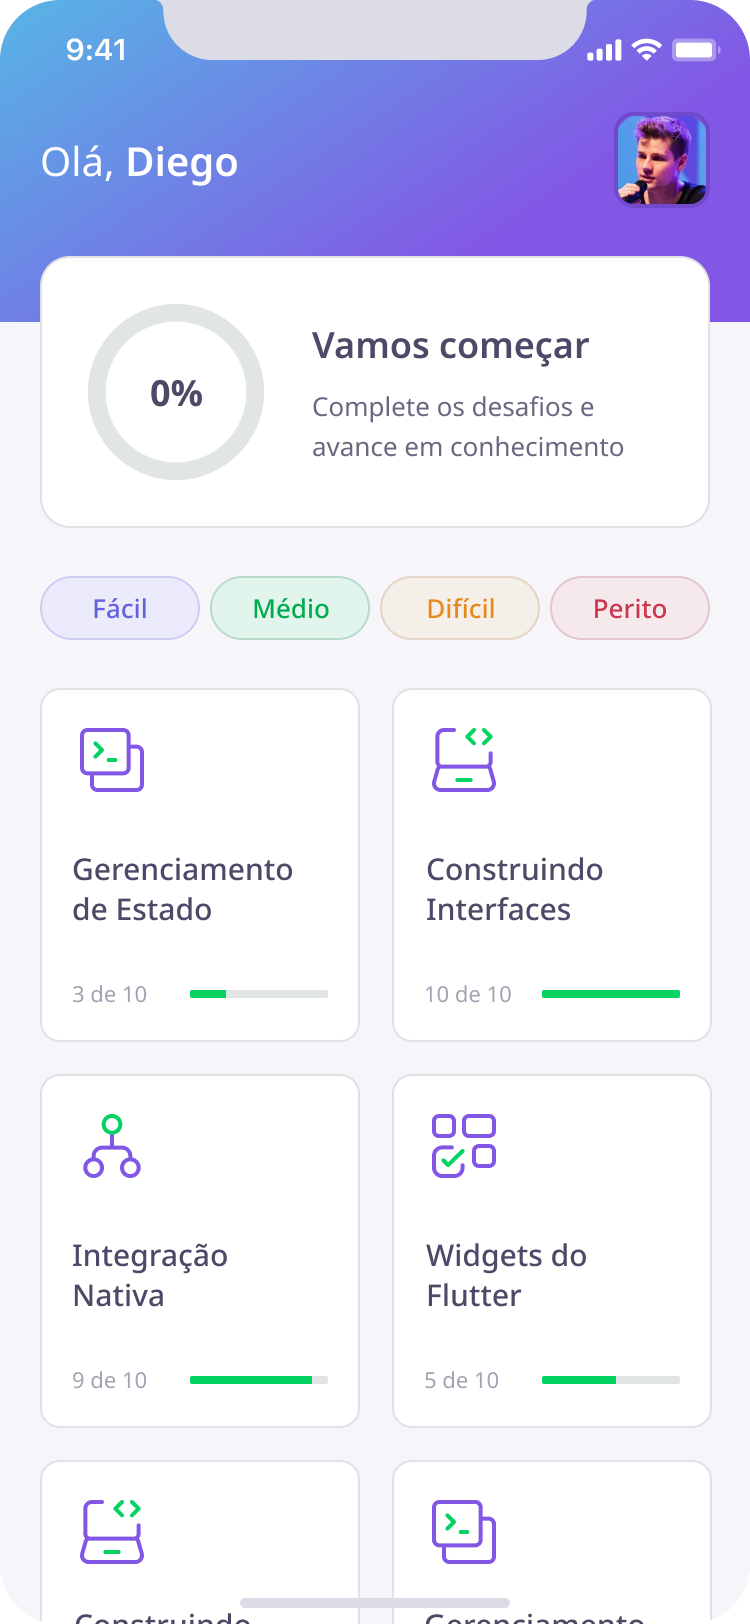 9:41
Olá, Diego
0%
Vamos começar
Complete os desafios e
avance em conhecimento
Fácil
Médio
Difícil
Perito
Gerenciamento
de Estado
3 de 10
Construindo
Interfaces
10 de 10
Integração
Nativa
9 de 10
Widgets do
Flutter
5 de 10
Construindo
Gerenciamento